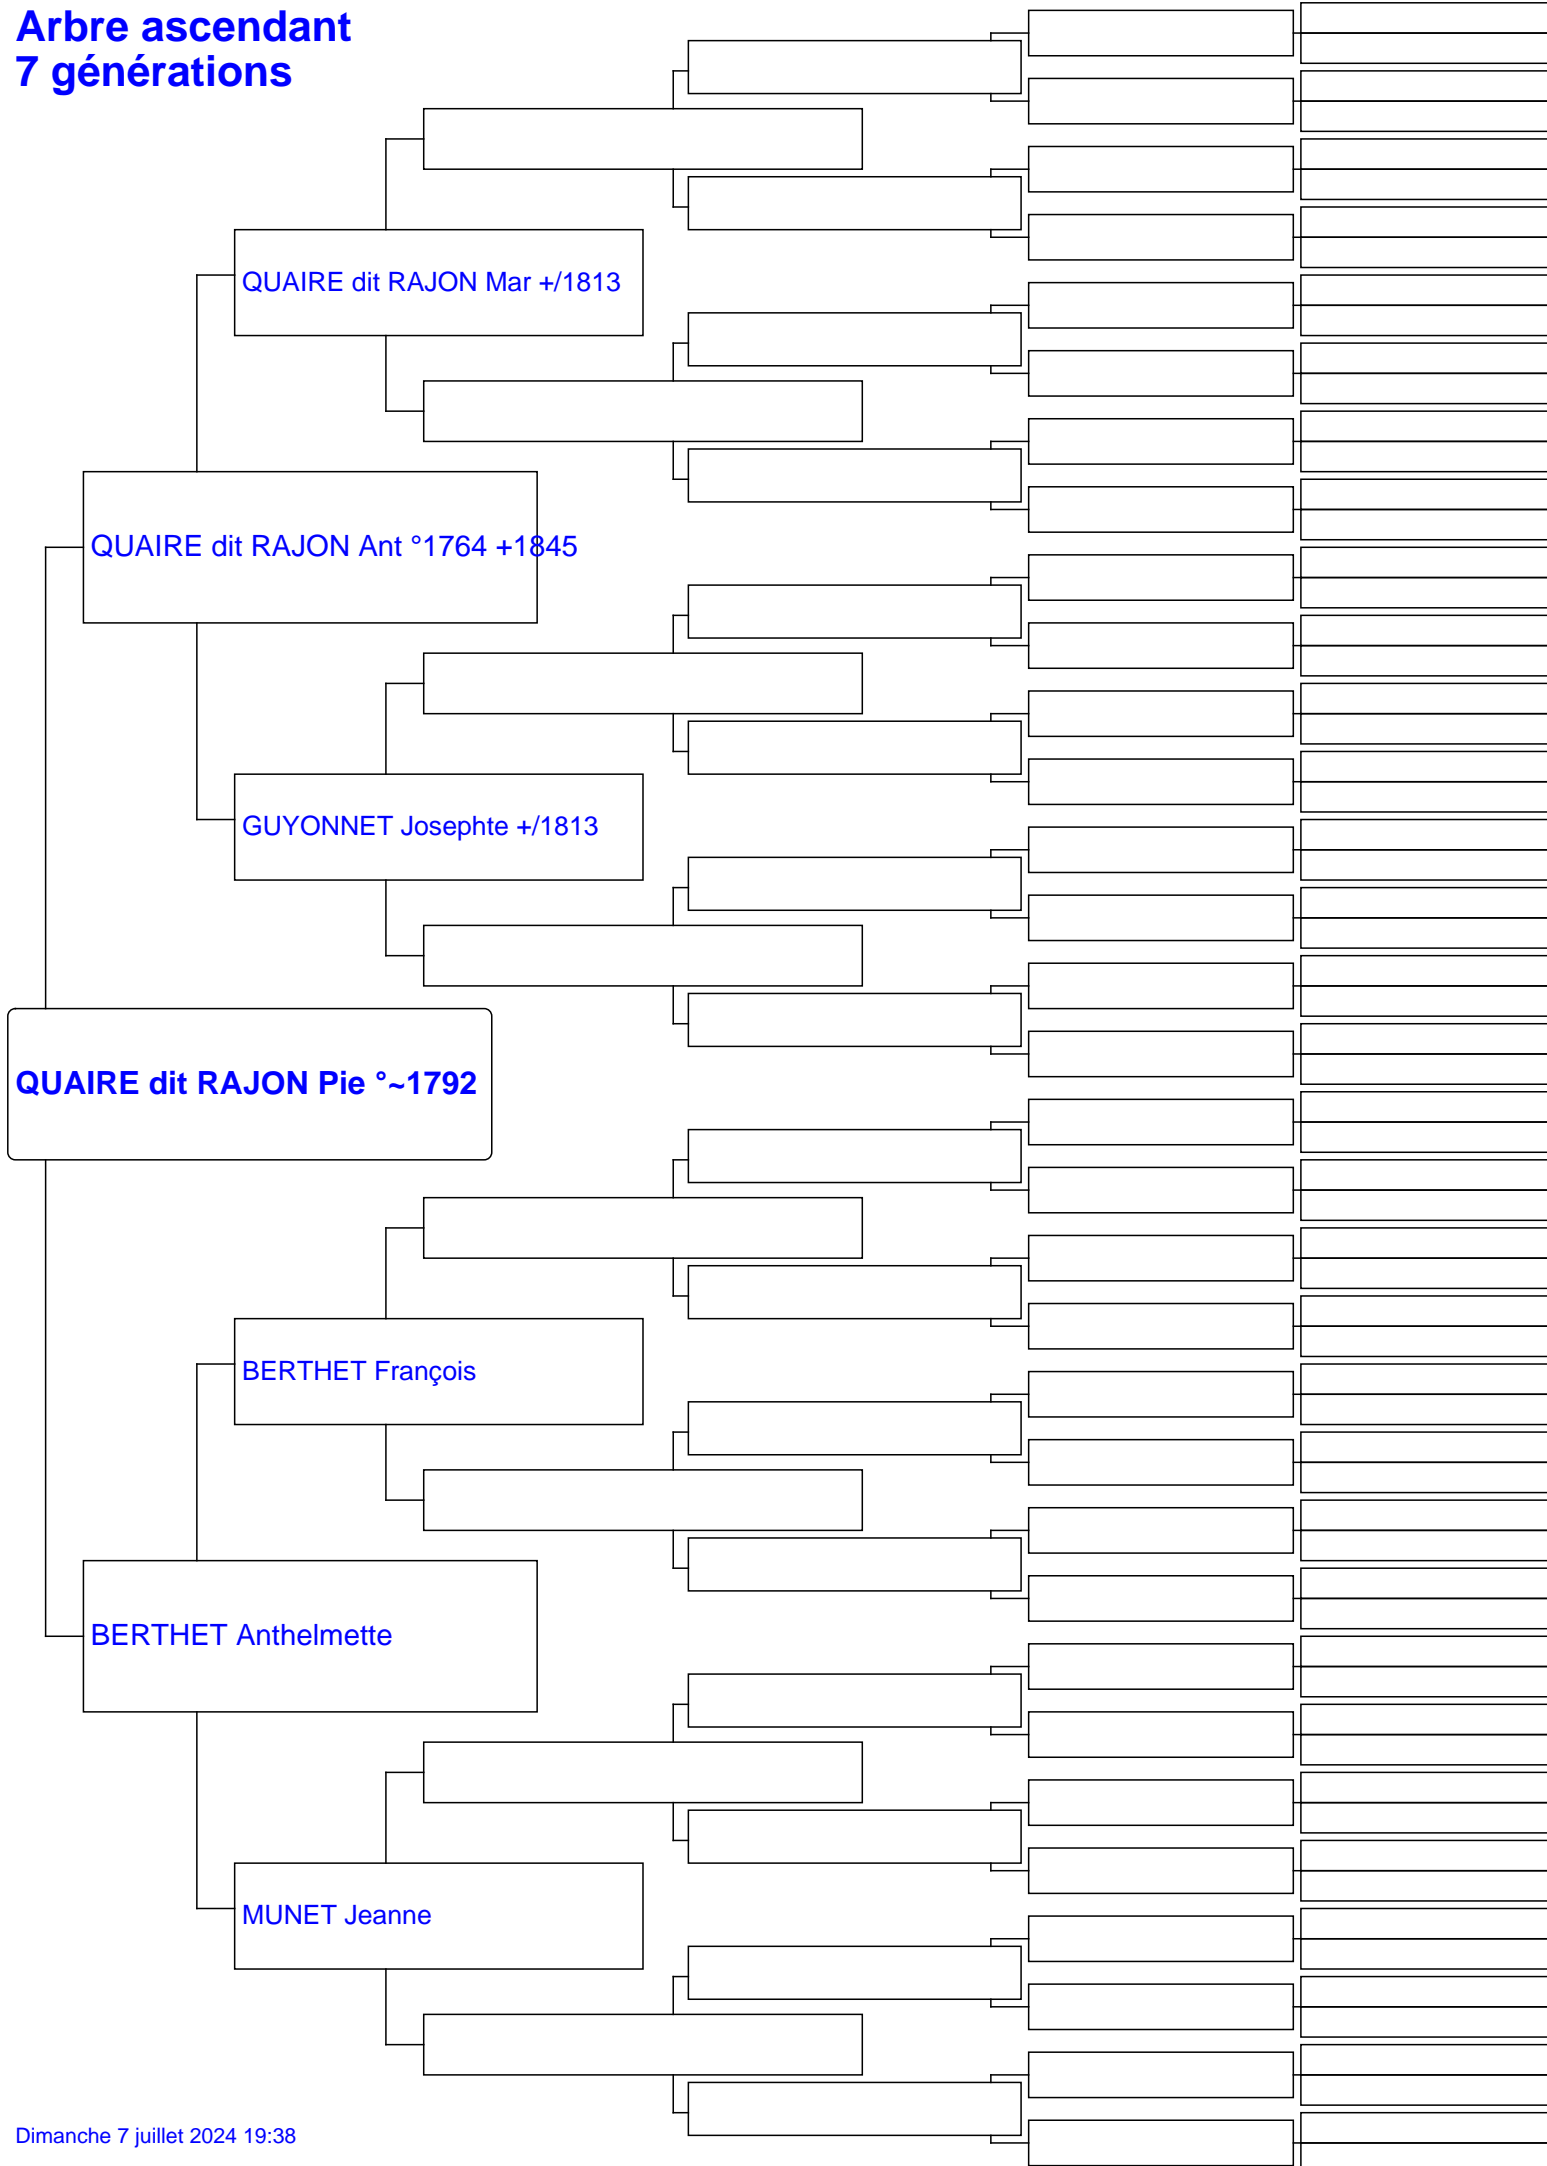 Arbre ascendant
7 générations
QUAIRE dit RAJON Mar +/1813
QUAIRE dit RAJON Ant °1764 +1845
GUYONNET Josephte +/1813
QUAIRE dit RAJON Pie °~1792
BERTHET François
BERTHET Anthelmette
MUNET Jeanne
Dimanche 7 juillet 2024 19:38